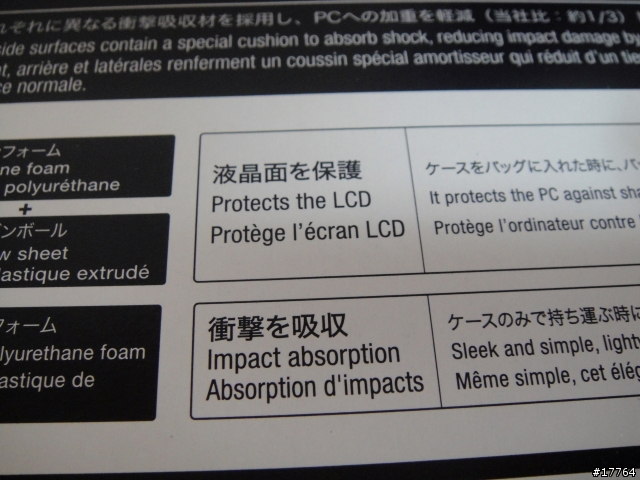 ぞれに異なる衝撃吸収材を採用し、PCへの加重を軽減（当社比：約1/3）
side surfaces contain a special cushion to absorb shock, reducing impact damage by
t, arrière et latérales renferment un coussin spécial amortisseur qui réduit d'un tie
ce normale.
フォーム
ne foam
polyuréthane
+
ンボール
w sheet
lastique extrudé
液晶面を保護
Protects the LCD
Protège l'écran LCD
ケースをバッグに入れた時に、バッ
It protects the PC against sh
Protège l'ordinateur contre
フォーム
lyurethane foam
astique de
衝撃を吸収
Impact absorption
Absorption d'impacts
ケースのみで持ち運ぶ時に
Sleek and simple, lightw
Même simple, cet élég
#17764